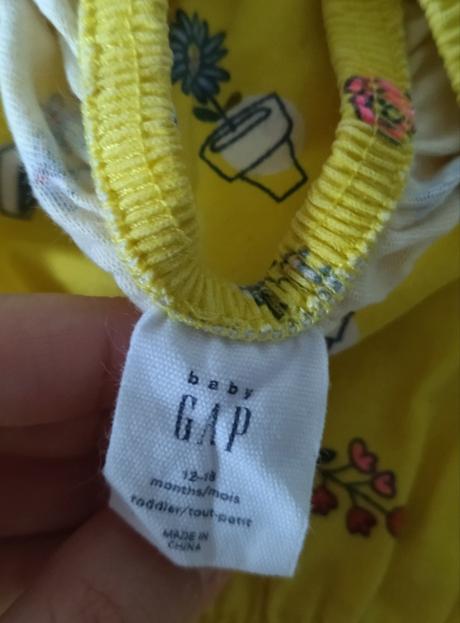 baby
GAP
12-18
months/mois
toddler/tout-petit
MADE IN
CHINA